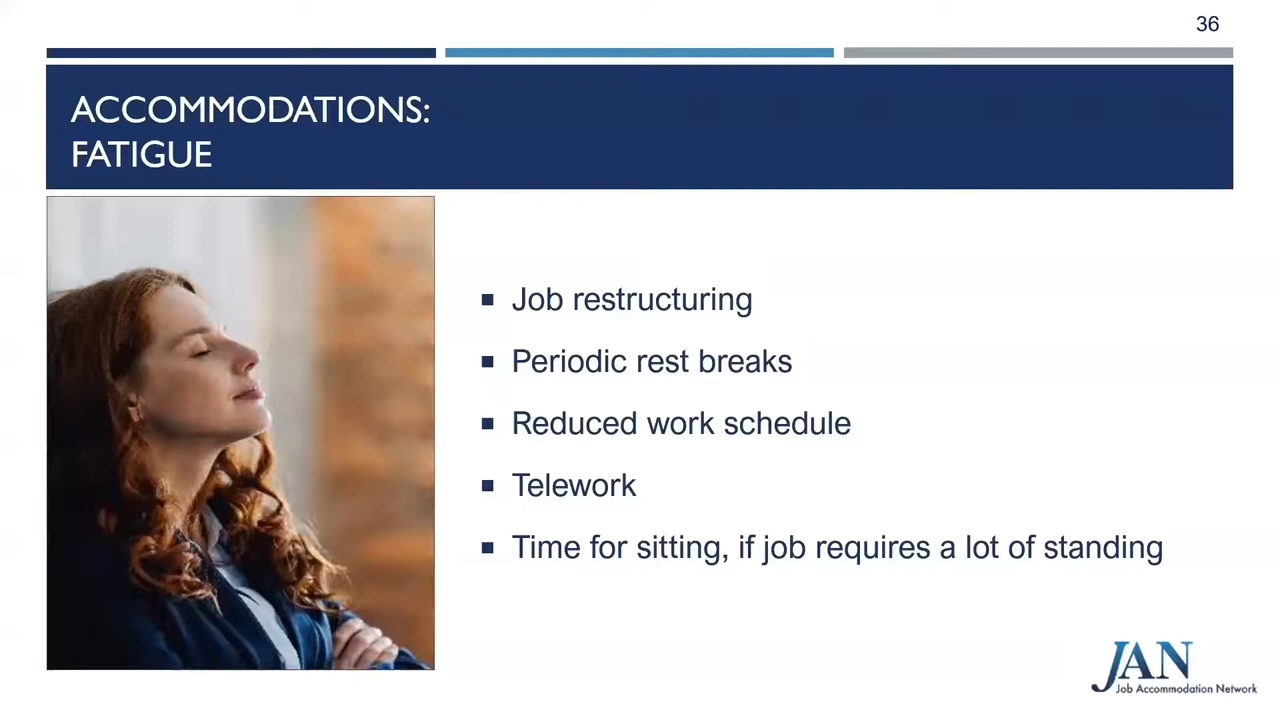 36
ACCOMMODATIONS:
FATIGUE
Job restructuring
Periodic rest breaks
Reduced work schedule
Telework
Time for sitting, if job requires a lot of standing
JAN
Job Accommodation Network